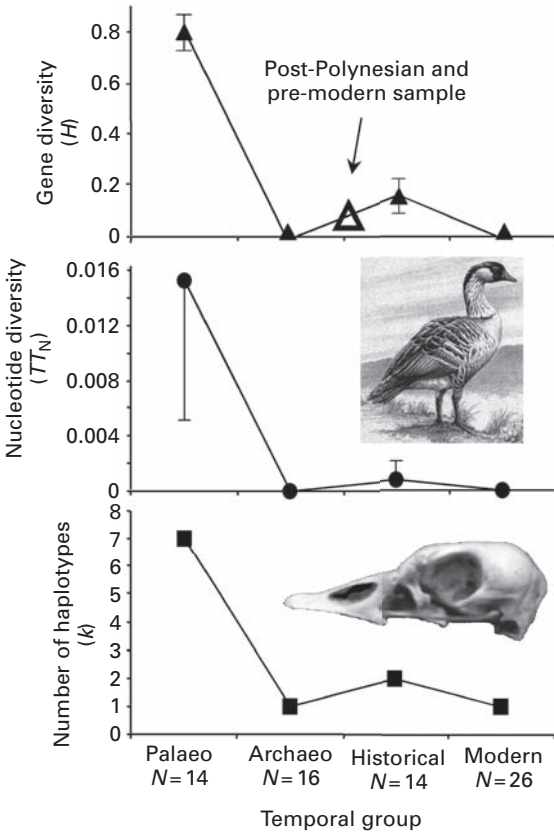 0.8
0.6
0.4
0.2
0
Gene diversity
(H)
Post-Polynesian and
pre-modern sample
0.016
0.012
0.008
0.004
0
Nucleotide diversity
(TT_N)
8
7
6
5
4
3
2
1
0
Number of haplotypes
(k)
Palaeo
N=14
Archaeo
N=16
Historical
N=14
Modern
N=26
Temporal group